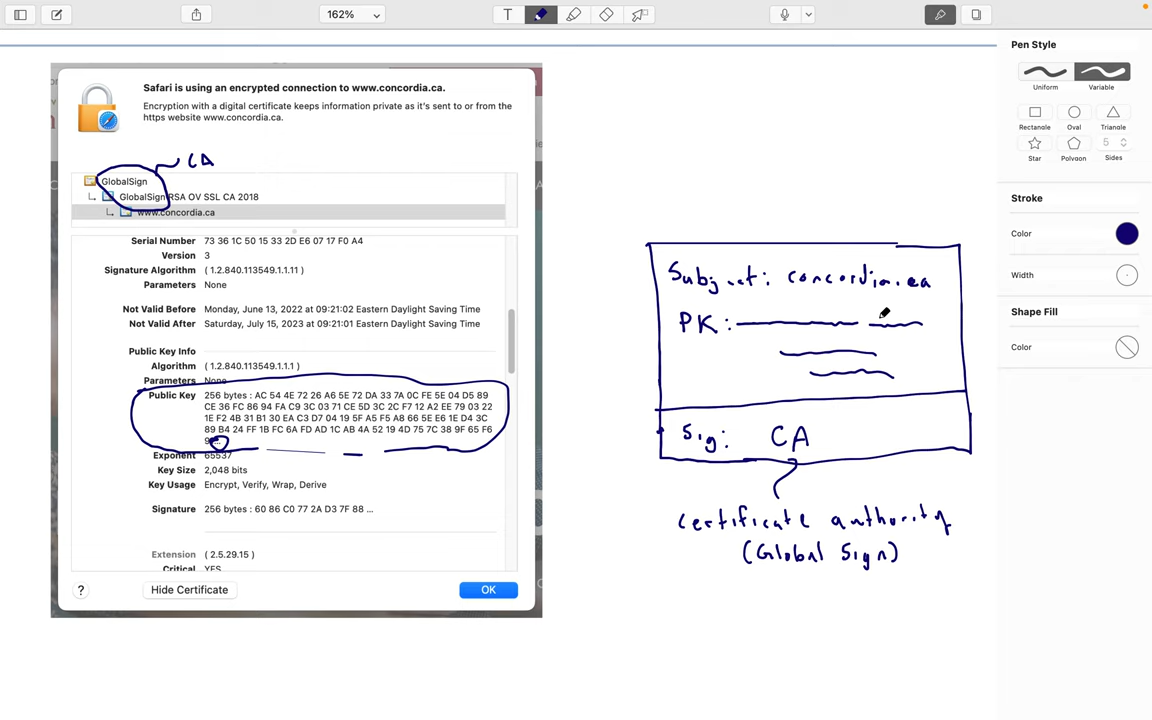 162%
T
Safari is using an encrypted connection to www.concordia.ca.
Encryption with a digital certificate keeps information private as it's sent to or from the
https website www.concordia.ca.
CA
GlobalSign
GlobalSign RSA OV SSL CA 2018
www.concordia.ca
Serial Number 73 36 1C 50 15 33 2D E6 07 17 F0 A4
Version 3
Signature Algorithm ( 1.2.840.113549.1.1.11 )
Parameters None
Not Valid Before Monday, June 13, 2022 at 09:21:02 Eastern Daylight Saving Time
Not Valid After Saturday, July 15, 2023 at 09:21:01 Eastern Daylight Saving Time
Public Key Info
Algorithm ( 1.2.840.113549.1.1.1 )
Parameters None
Public Key 256 bytes : AC 54 4E 72 26 A6 5E 72 DA 33 7A 0C FE 5E 04 D5 89
CE 36 FC 86 94 FA C9 3C 03 71 CE 5D 3C 2C F7 12 A2 EE 79 03 22
1E F2 4B 31 B1 30 EA C3 D7 04 19 5F A5 F5 A8 66 5E E6 1E D4 3C
89 B4 24 FF 1B FC 6A FD AD 1C AB 4A 52 19 4D 75 7C 38 9F 65 F6
Exponent 65537
Key Size 2,048 bits
Key Usage Encrypt, Verify, Wrap, Derive
Signature 256 bytes : 60 86 C0 77 2A D3 7F 88 ...
Extension ( 2.5.29.15 )
Critical YES
?
Hide Certificate
OK
Subject: concordia.ca
PK:
Sig: CA
certificate authority
(Global Sign)
Pen Style
Uniform
Variable
Rectangle
Oval
Triangle
5
Star
Polygon
Sides
Stroke
Color
Width
Shape Fill
Color